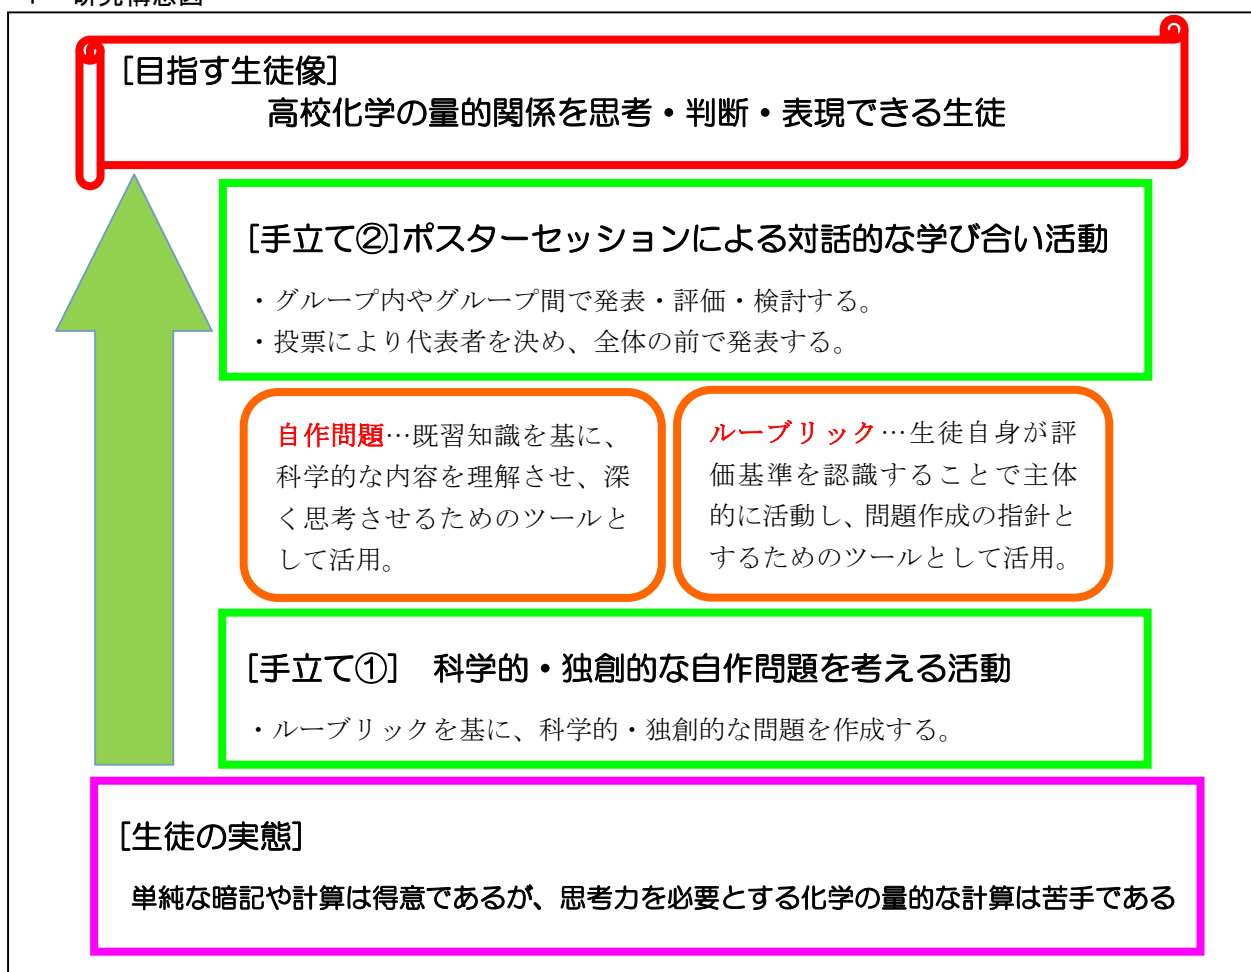 研究構想図
[目指す生徒像]
高校化学の量的関係を思考・判断・表現できる生徒
[手立て②]ポスターセッションによる対話的な学び合い活動
・グループ内やグループ間で発表・評価・検討する。
・投票により代表者を決め、全体の前で発表する。
自作問題…既習知識を基に、
科学的な内容を理解させ、深
く思考させるためのツールと
して活用。
ルーブリック…生徒自身が評
価基準を認識することで主体
的に活動し、問題作成の指針と
するためのツールとして活用。
[手立て①]　科学的・独創的な自作問題を考える活動
・ルーブリックを基に、科学的・独創的な問題を作成する。
[生徒の実態]
単純な暗記や計算は得意であるが、思考力を必要とする化学の量的な計算は苦手である